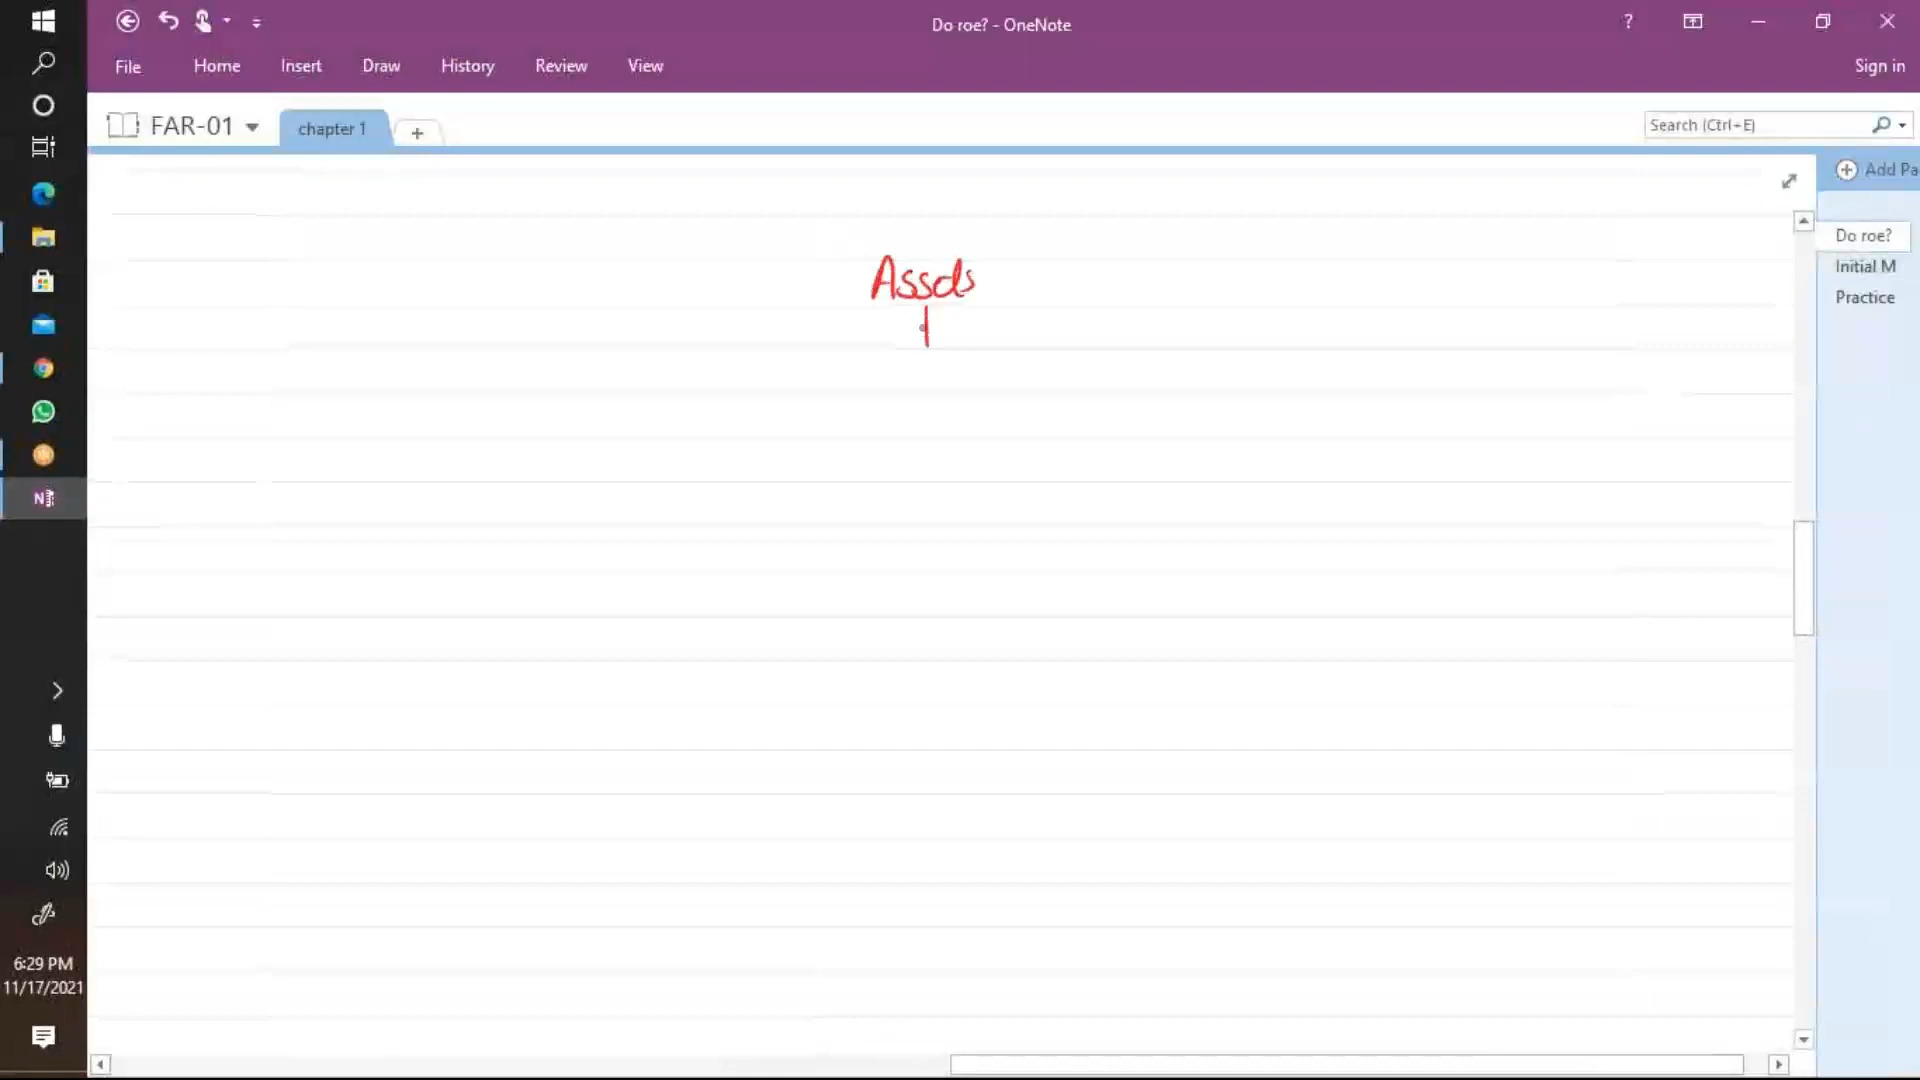 Do roe? - OneNote
?
File Home Insert Draw History Review View
Sign in
FAR-01 chapter 1 +
Search (Ctrl+E)
Add Pa
Do roe?
Initial M
Practice
Assets
N
6:29 PM
11/17/2021